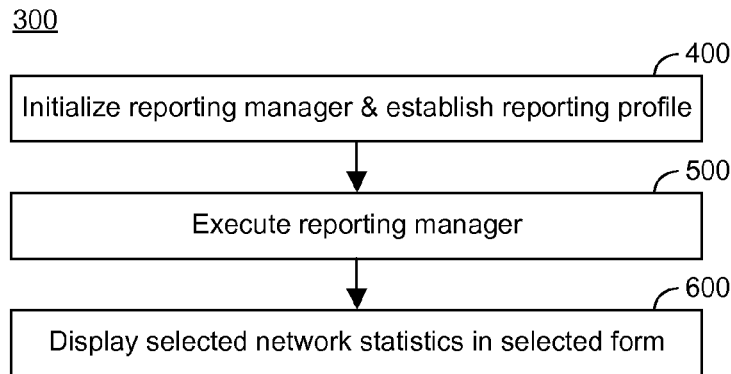 300
400
Initialize reporting manager & establish reporting profile
500
Execute reporting manager
600
Display selected network statistics in selected form